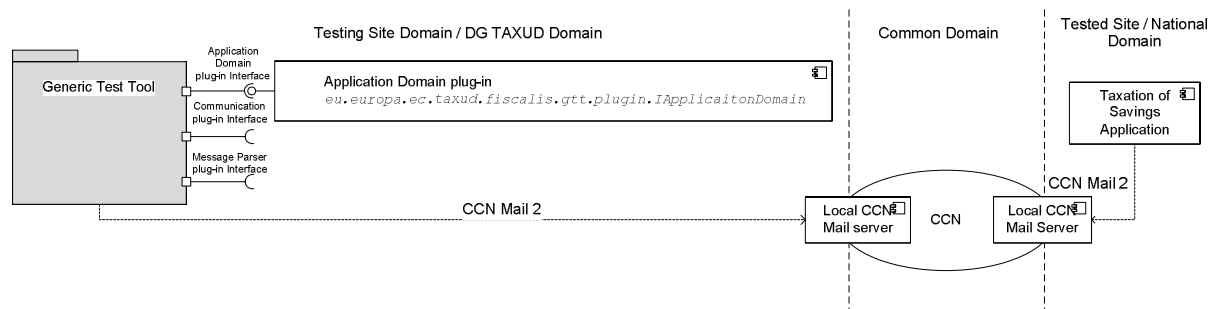 Testing Site Domain / DG TAXUD Domain
Common Domain
Tested Site / National
Domain
Generic Test Tool
Application
Domain
plug-in Interface
Communication
plug-in Interface
Message Parser
plug-in Interface
Application Domain plug-in
eu.europa.ec.taxud.fiscalis.gtt.plugin.IApplicaitonDomain
Taxation of
Savings
Application
CCN Mail 2
CCN Mail 2
Local CCN
Mail server
CCN
Local CCN
Mail Server